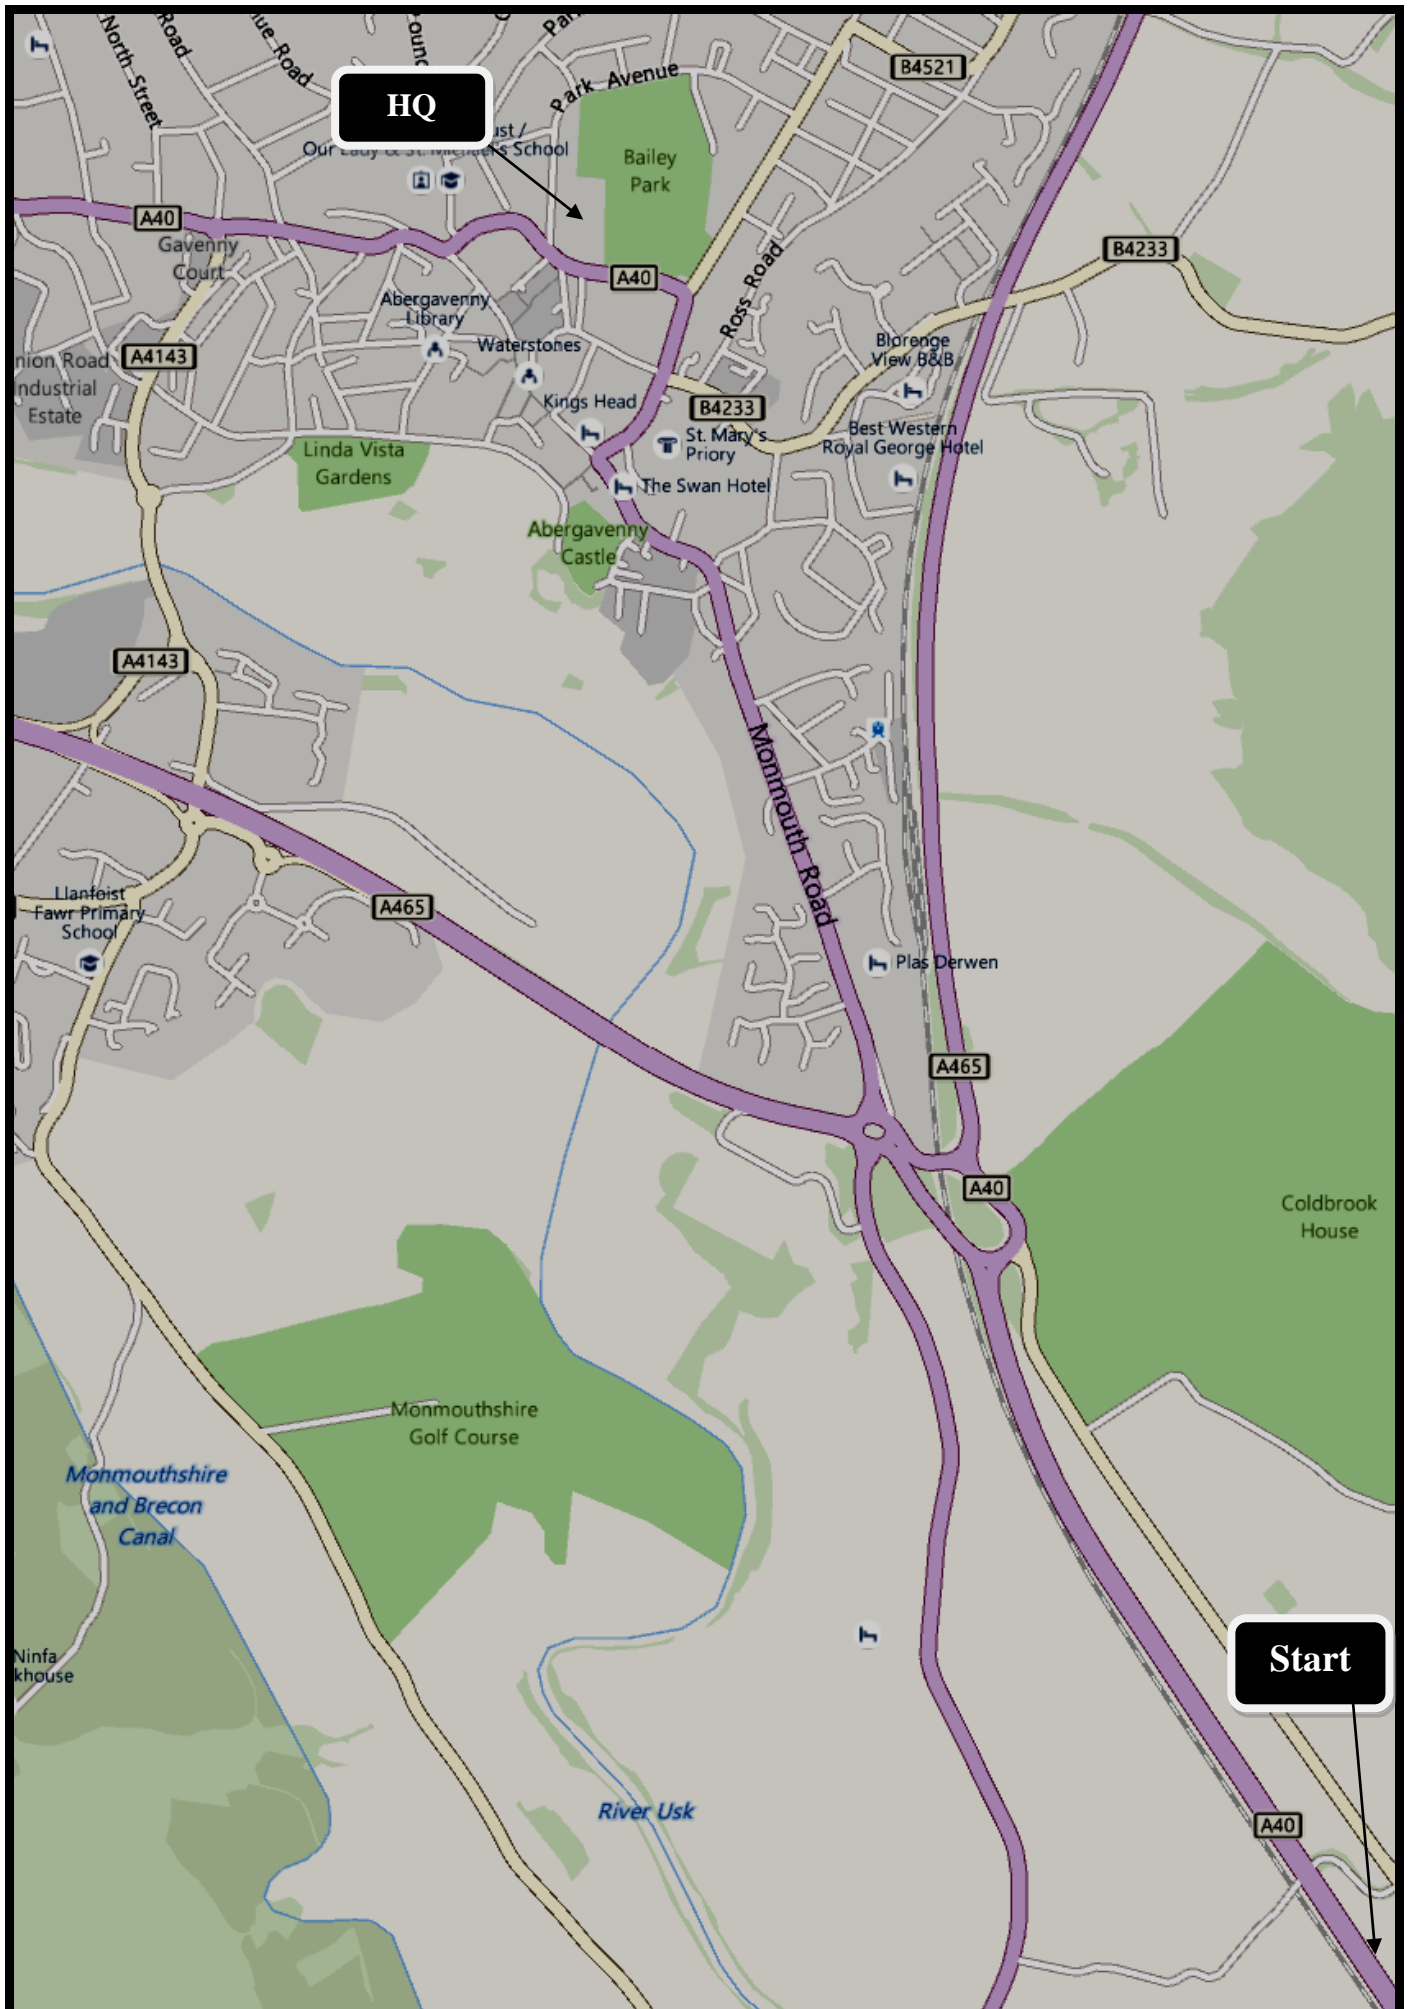 North Street
Road
nue Road
Park
Park Avenue
B4521
HQ
ust /
Our Lady & St. Michael's School
Bailey
Park
A40
Gavenny
Court
A40
B4233
Ross Road
Abergavenny
Library
Waterstones
Blorenge
View B&B
nion Road
Industrial
Estate
A4143
Kings Head
B4233
St. Mary's
Priory
Best Western
Royal George Hotel
Linda Vista
Gardens
The Swan Hotel
Abergavenny
Castle
A4143
Monmouth Road
Llanfoist
Fawr Primary
School
A465
Plas Derwen
A465
A40
Coldbrook
House
Monmouthshire
Golf Course
Monmouthshire
and Brecon
Canal
Ninfa
khouse
Start
River Usk
A40